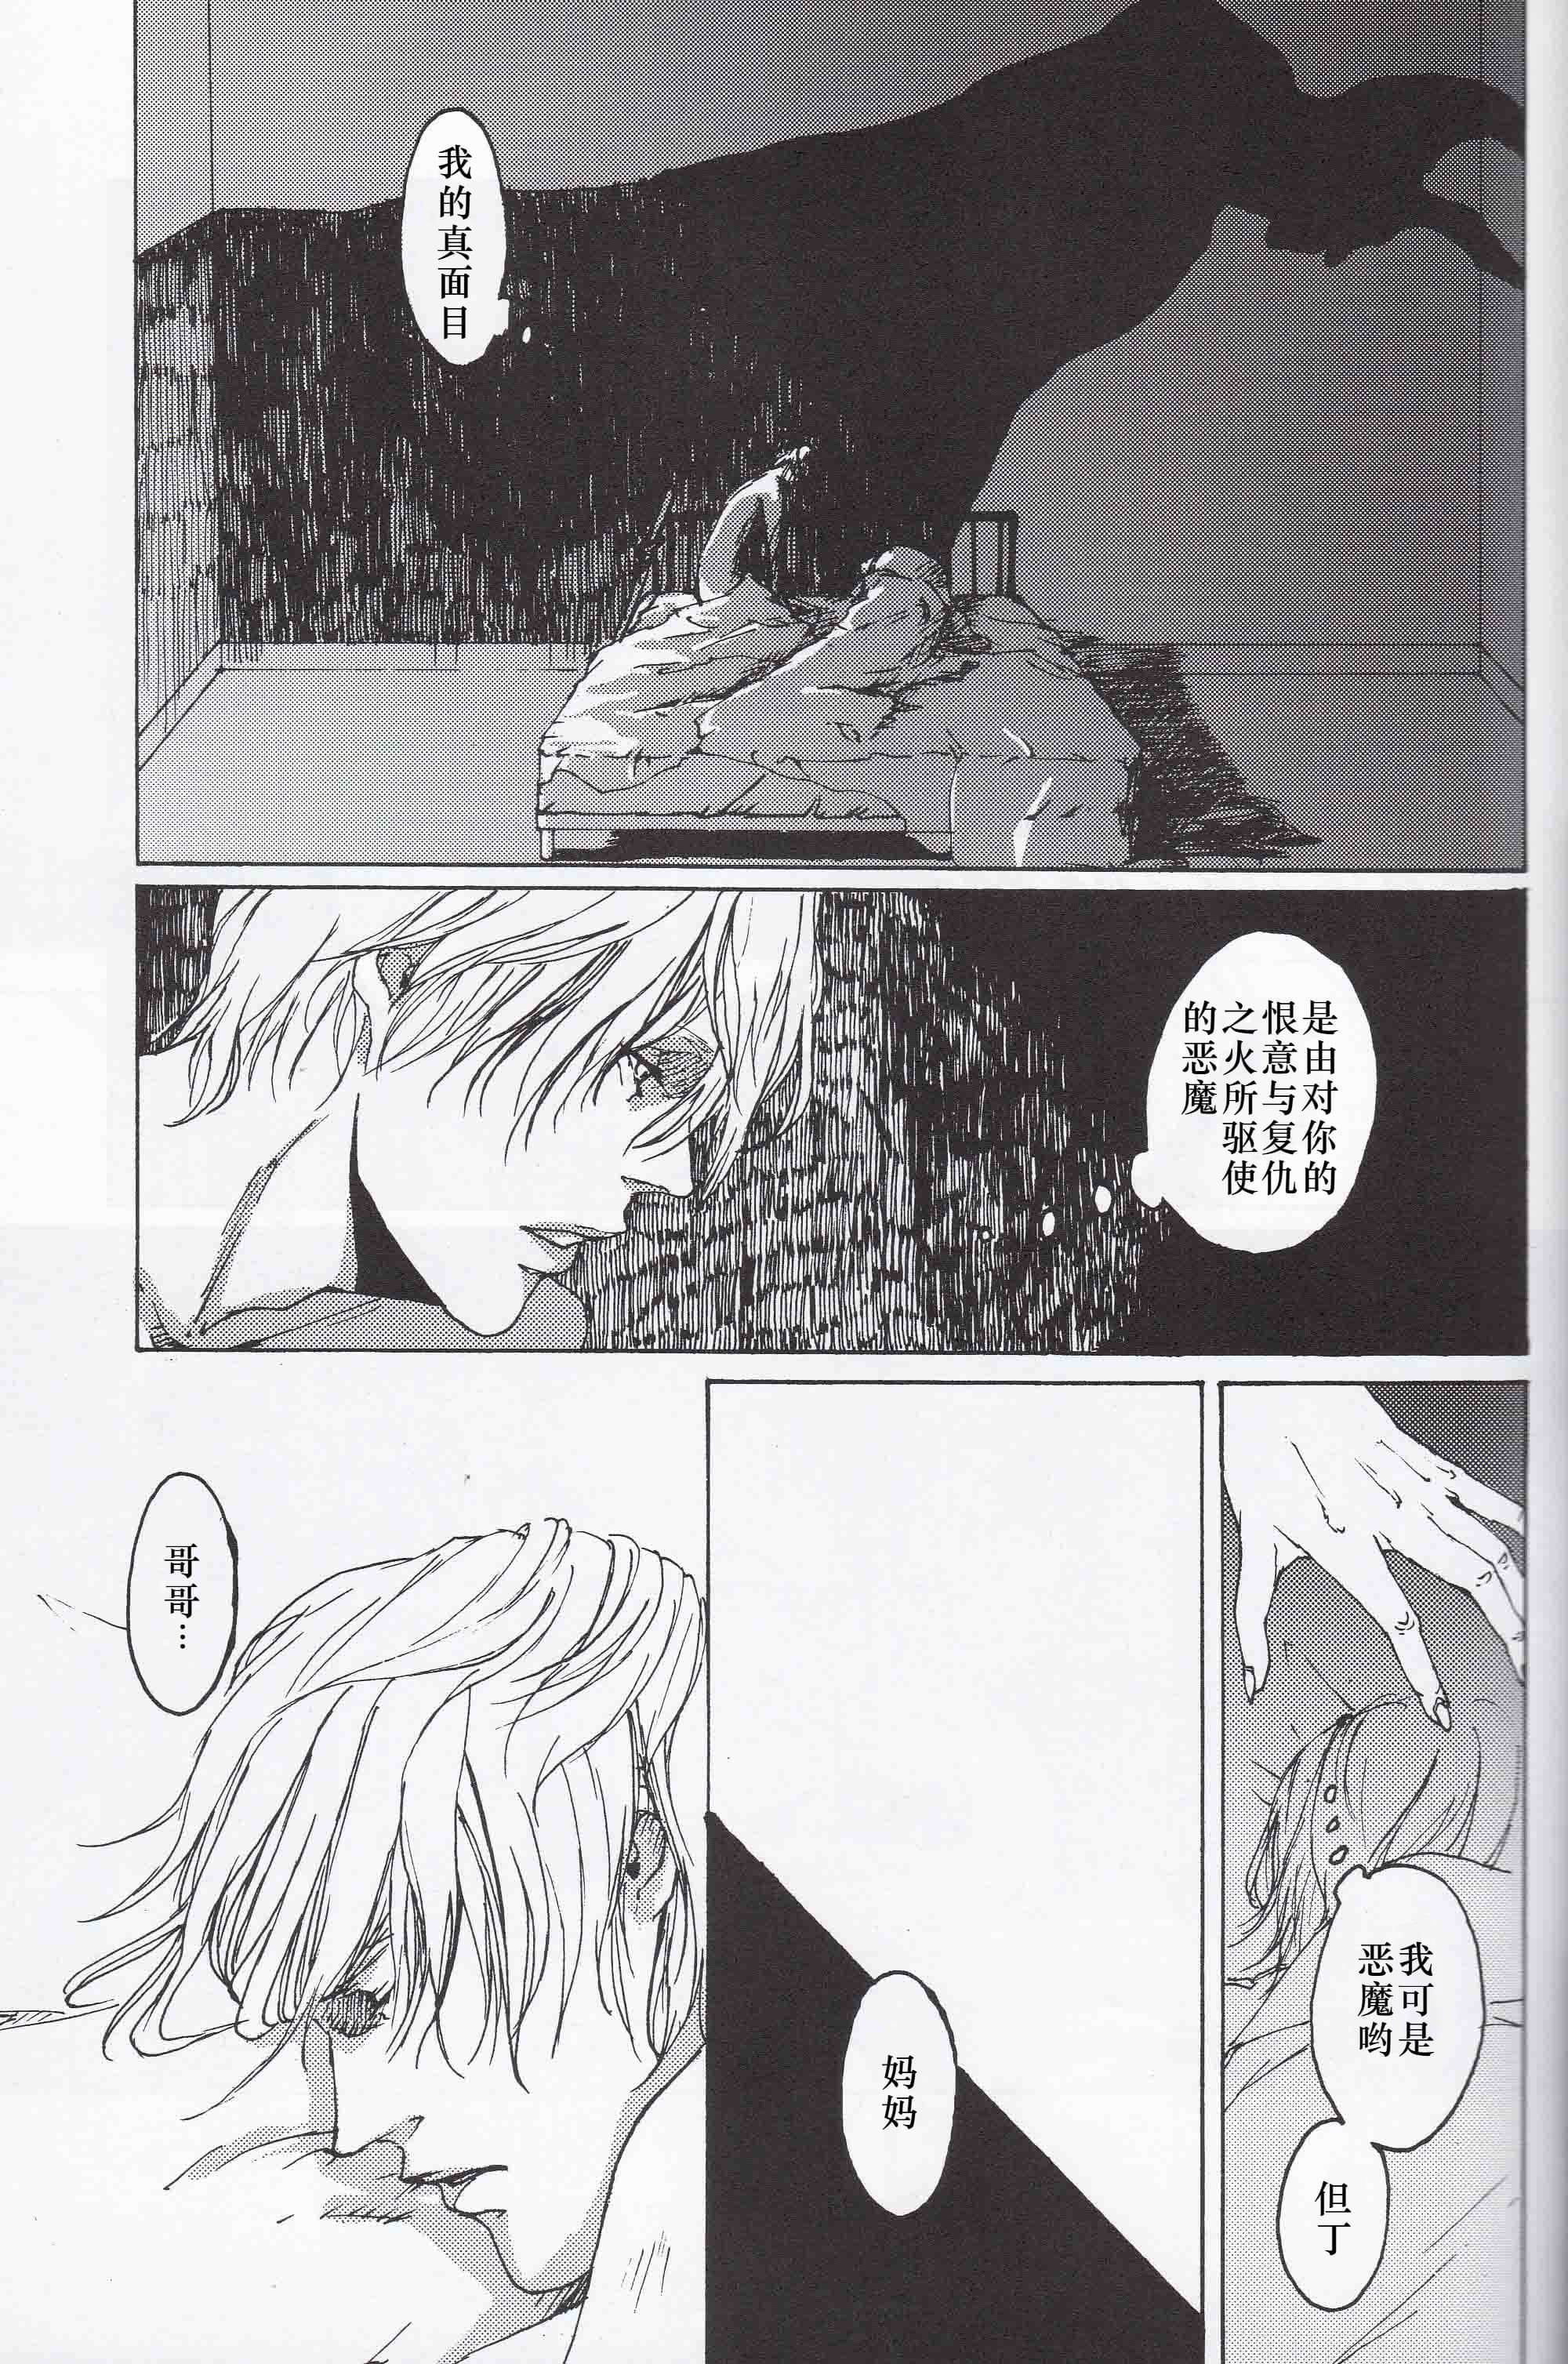 我的真面目
是由对你的
恨意与复仇
之火所驱使
的恶魔
我可是
恶魔哟
但丁
妈妈
哥哥…